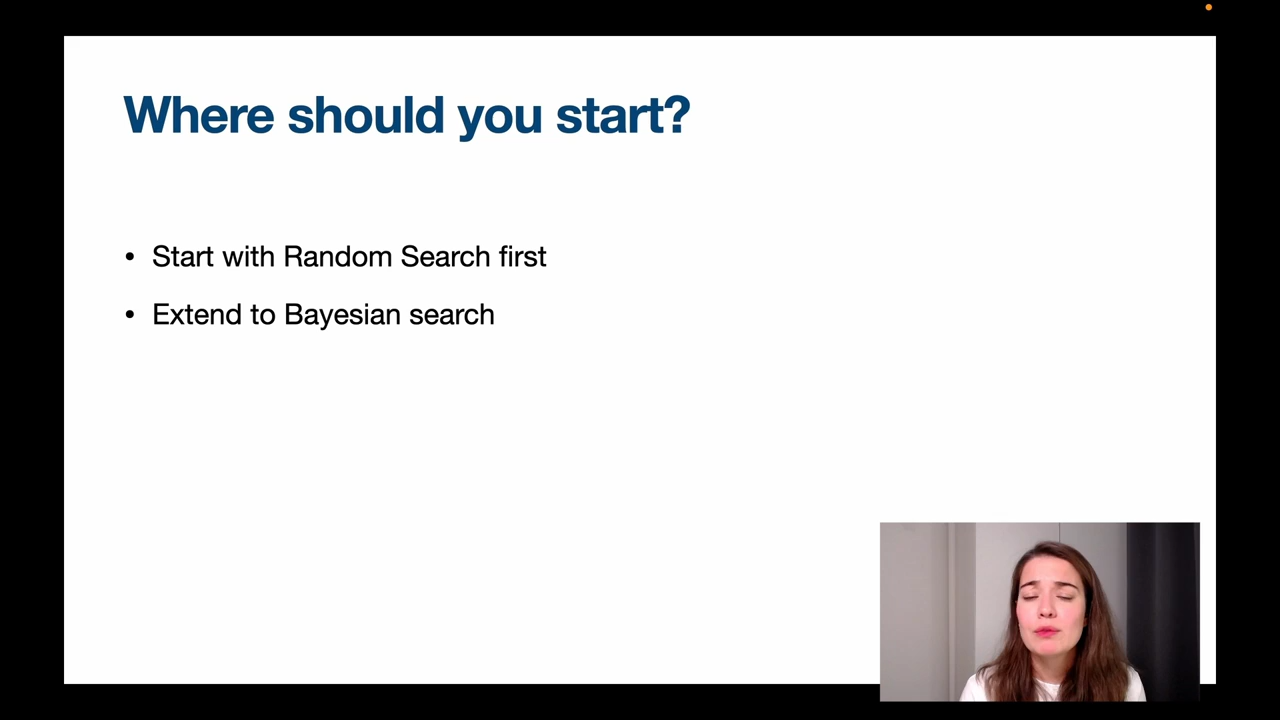 Where should you start?
• Start with Random Search first
• Extend to Bayesian search